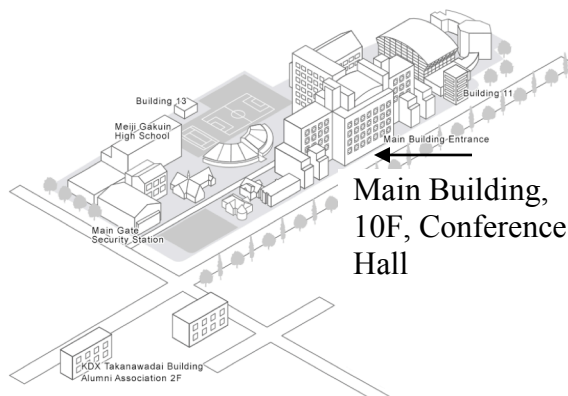 Building 13
Meiji Gakuin
High School
Building 11
Main Building Entrance
Main Building,
10F, Conference
Hall
Main Gate
Security Station
KDX Takanawadai Building
Alumni Association 2F